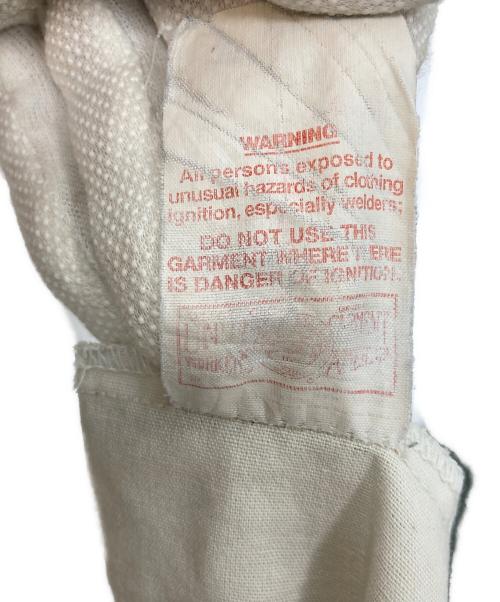 WARNING
All persons exposed to
unusual hazards of clothing
ignition, especially welders;
DO NOT USE THIS
GARMENT WHERE THERE
IS DANGER OF IGNITION.